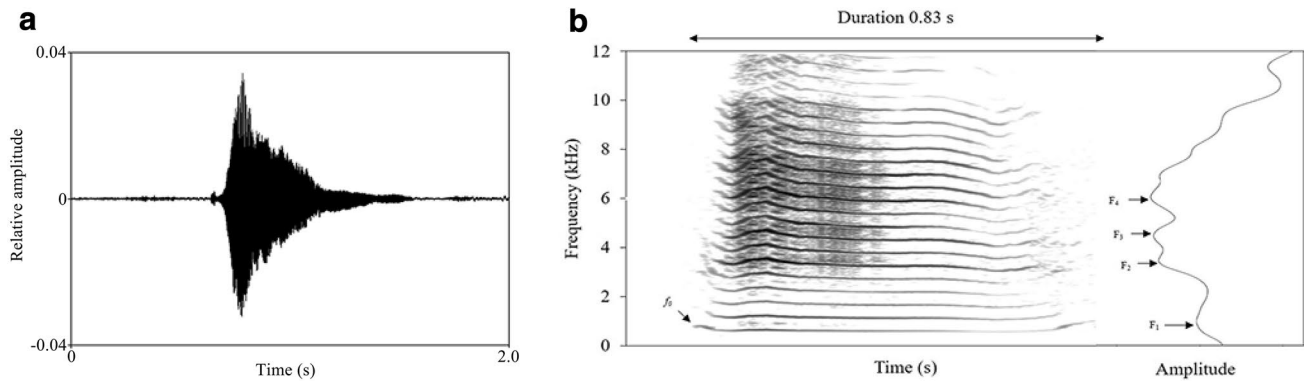 a
0.04
0
-0.04
Relative amplitude
0
2.0
Time (s)
b
Duration 0.83 s
12
10
8
6
4
2
0
Frequency (kHz)
f₀
Time (s)
F₄
F₃
F₂
F₁
Amplitude